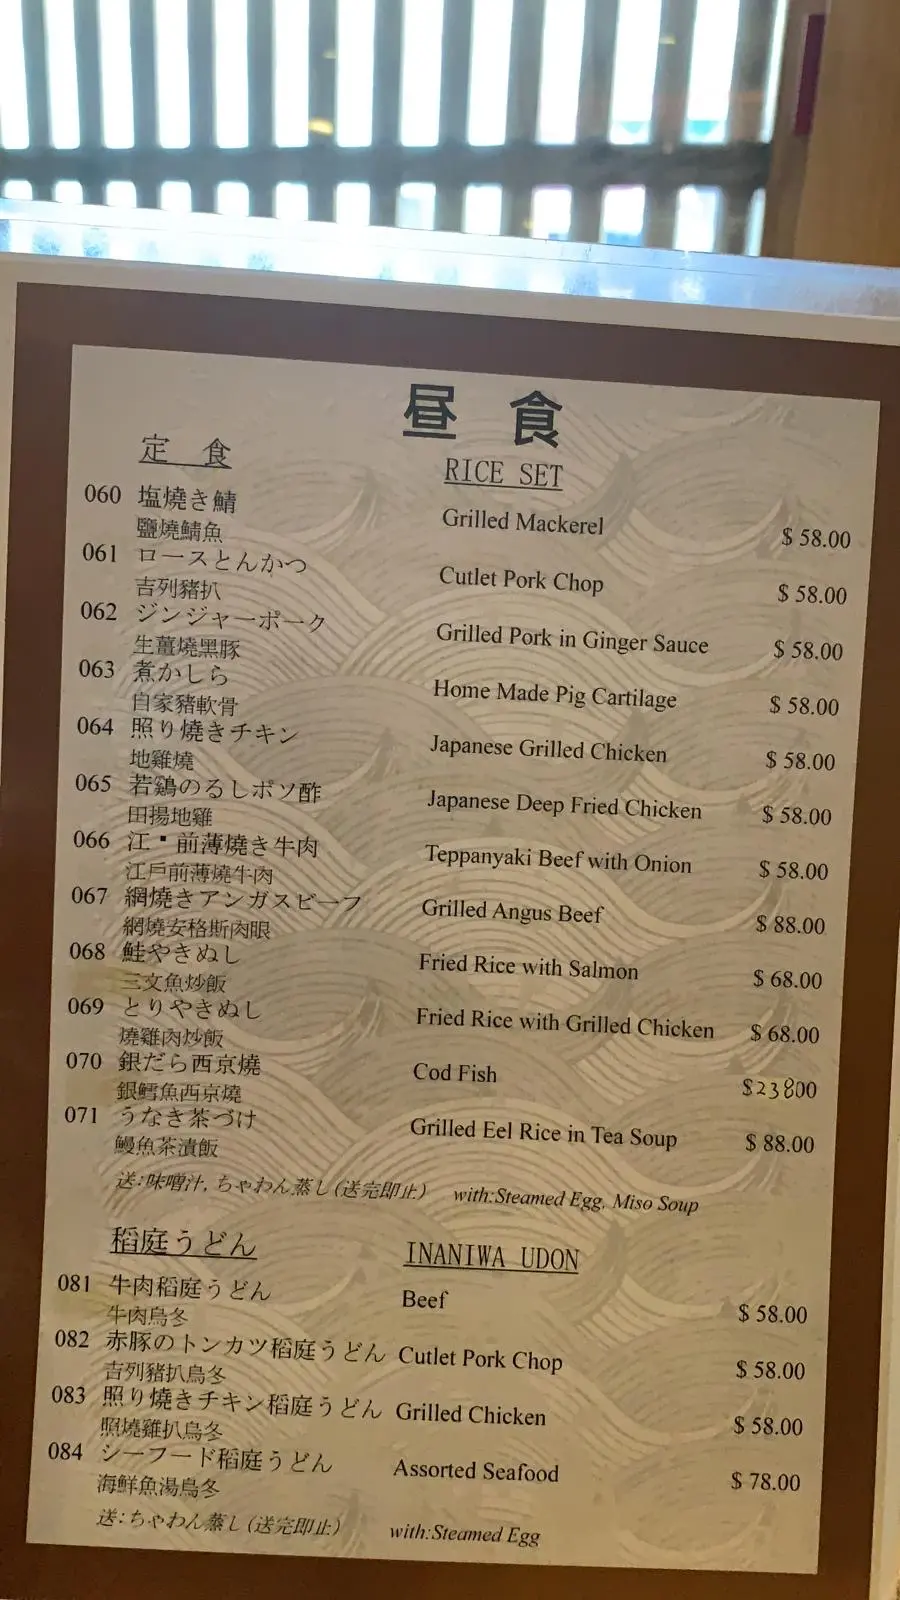 昼 食
定 食 RICE SET
060 塩焼き鯖 Grilled Mackerel $ 58.00
鹽燒鯖魚
061 ロースとんかつ Cutlet Pork Chop $ 58.00
吉列豬扒
062 ジンジャーポーク Grilled Pork in Ginger Sauce $ 58.00
生薑燒黑豚
063 煮かしら Home Made Pig Cartilage $ 58.00
自家豬軟骨
064 照り燒きチキン Japanese Grilled Chicken $ 58.00
地雞燒
065 若鶏のるしポソ酢 Japanese Deep Fried Chicken $ 58.00
田揚地雞
066 江・前薄燒き牛肉 Teppanyaki Beef with Onion $ 58.00
江戶前薄燒牛肉
067 網燒きアンガスビーフ Grilled Angus Beef $ 88.00
網燒安格斯肉眼
068 鮭やきぬし Fried Rice with Salmon $ 68.00
三文魚炒飯
069 とりやきぬし Fried Rice with Grilled Chicken $ 68.00
燒雞肉炒飯
070 銀だら西京燒 Cod Fish $23800
銀鱈魚西京燒
071 うなき茶づけ Grilled Eel Rice in Tea Soup $ 88.00
鰻魚茶漬飯
送:味噌汁, ちゃわん蒸し(送完即止) with:Steamed Egg, Miso Soup
稻庭うどん INANIWA UDON
081 牛肉稻庭うどん Beef $ 58.00
牛肉烏冬
082 赤豚のトンカツ稻庭うどん Cutlet Pork Chop $ 58.00
吉列豬扒烏冬
083 照り燒きチキン稻庭うどん Grilled Chicken $ 58.00
照燒雞扒烏冬
084 シーフード稻庭うどん Assorted Seafood $ 78.00
海鮮魚湯烏冬
送:ちゃわん蒸し(送完即止) with:Steamed Egg